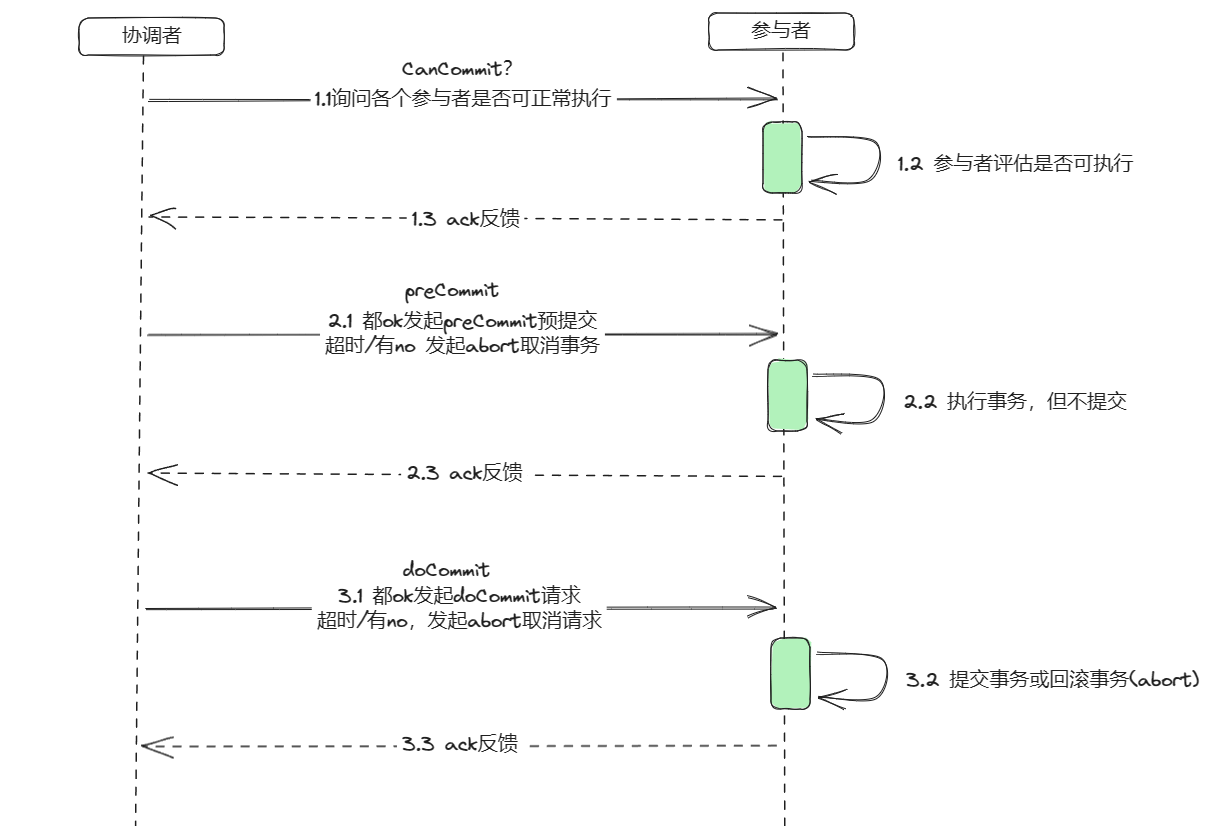 协调者
参与者
CanCommit?
1.1询问各个参与者是否可正常执行
1.2 参与者评估是否可执行
1.3 ack反馈
preCommit
2.1 都ok发起preCommit预提交
超时/有no 发起abort取消事务
2.2 执行事务，但不提交
2.3 ack反馈
doCommit
3.1 都ok发起doCommit请求
超时/有no，发起abort取消请求
3.2 提交事务或回滚事务(abort)
3.3 ack反馈